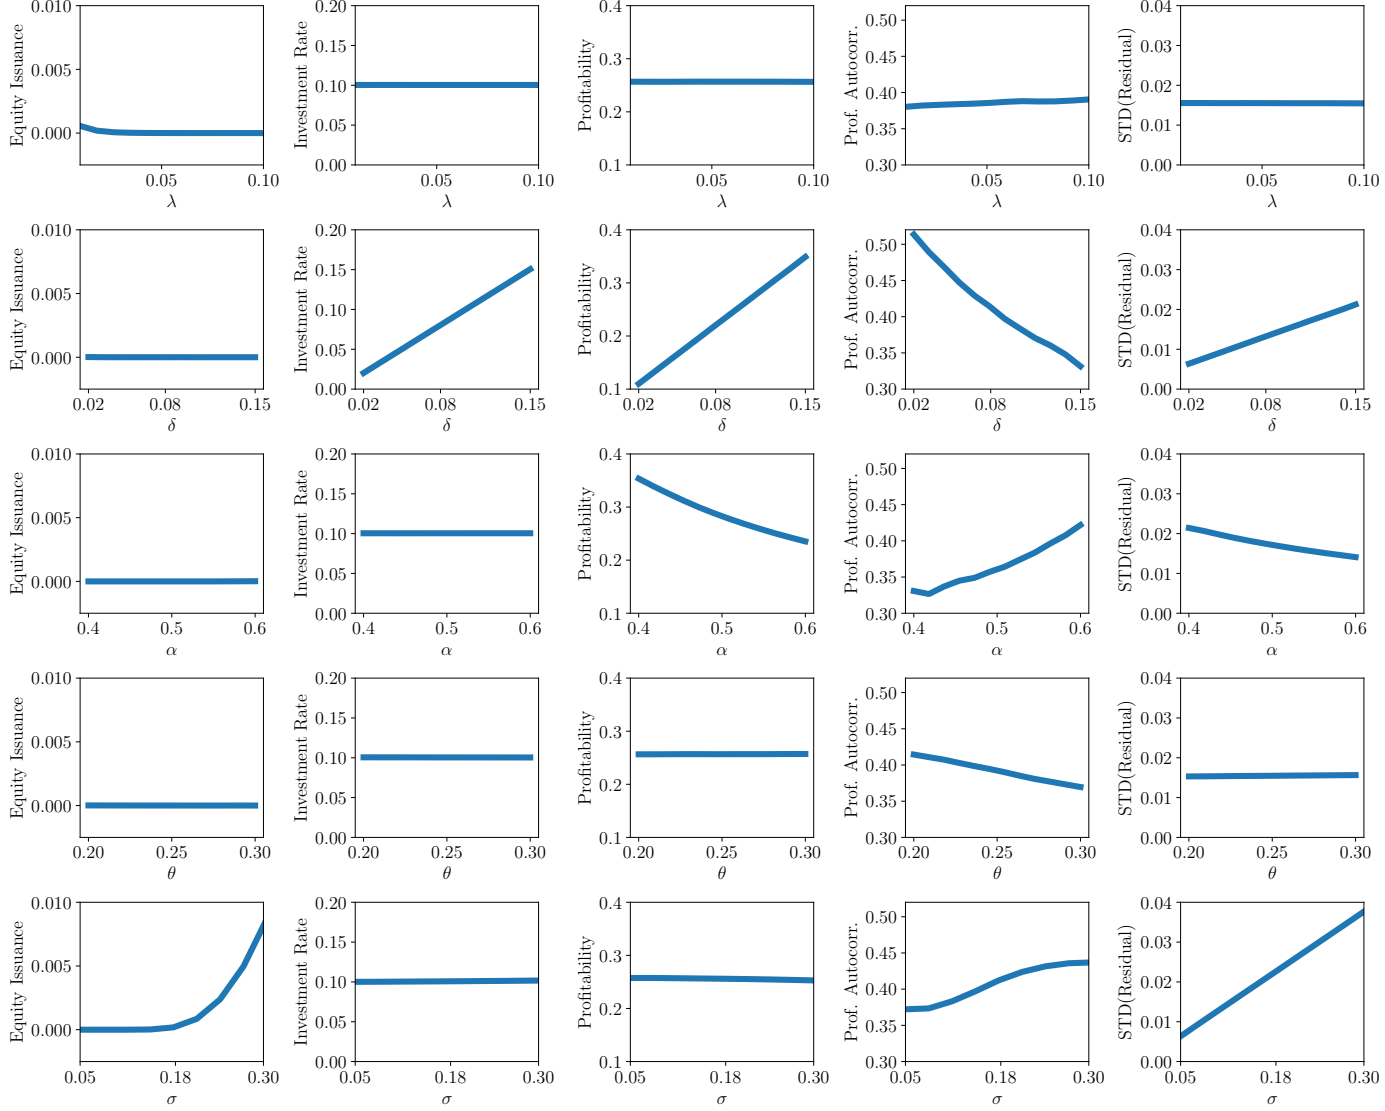 0.010 0.005 0.000 Equity Issuance 0.05 0.10 λ
0.20 0.15 0.10 0.05 0.00 Investment Rate 0.05 0.10 λ
0.4 0.3 0.2 0.1 Profitability 0.05 0.10 λ
0.50 0.45 0.40 0.35 0.30 Prof. Autocorr. 0.05 0.10 λ
0.04 0.03 0.02 0.01 0.00 STD(Residual) 0.05 0.10 λ
0.010 0.005 0.000 Equity Issuance 0.02 0.08 0.15 δ
0.20 0.15 0.10 0.05 0.00 Investment Rate 0.02 0.08 0.15 δ
0.4 0.3 0.2 0.1 Profitability 0.02 0.08 0.15 δ
0.50 0.45 0.40 0.35 0.30 Prof. Autocorr. 0.02 0.08 0.15 δ
0.04 0.03 0.02 0.01 0.00 STD(Residual) 0.02 0.08 0.15 δ
0.010 0.005 0.000 Equity Issuance 0.4 0.5 0.6 α
0.20 0.15 0.10 0.05 0.00 Investment Rate 0.4 0.5 0.6 α
0.4 0.3 0.2 0.1 Profitability 0.4 0.5 0.6 α
0.50 0.45 0.40 0.35 0.30 Prof. Autocorr. 0.4 0.5 0.6 α
0.04 0.03 0.02 0.01 0.00 STD(Residual) 0.4 0.5 0.6 α
0.010 0.005 0.000 Equity Issuance 0.20 0.25 0.30 θ
0.20 0.15 0.10 0.05 0.00 Investment Rate 0.20 0.25 0.30 θ
0.4 0.3 0.2 0.1 Profitability 0.20 0.25 0.30 θ
0.50 0.45 0.40 0.35 0.30 Prof. Autocorr. 0.20 0.25 0.30 θ
0.04 0.03 0.02 0.01 0.00 STD(Residual) 0.20 0.25 0.30 θ
0.010 0.005 0.000 Equity Issuance 0.05 0.18 0.30 σ
0.20 0.15 0.10 0.05 0.00 Investment Rate 0.05 0.18 0.30 σ
0.4 0.3 0.2 0.1 Profitability 0.05 0.18 0.30 σ
0.50 0.45 0.40 0.35 0.30 Prof. Autocorr. 0.05 0.18 0.30 σ
0.04 0.03 0.02 0.01 0.00 STD(Residual) 0.05 0.18 0.30 σ